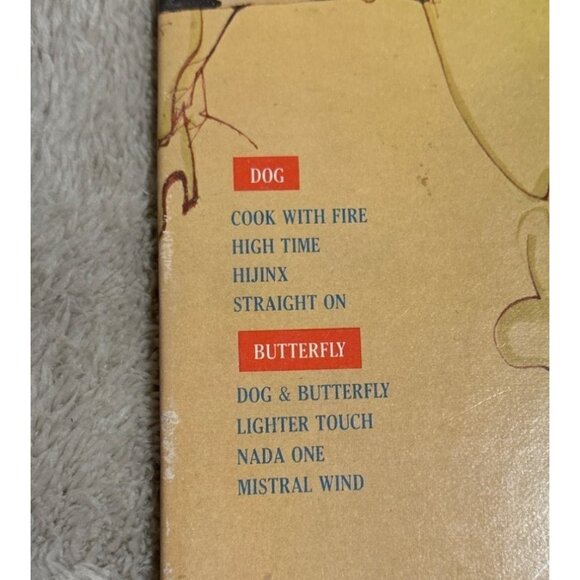 DOG
COOK WITH FIRE
HIGH TIME
HIJINX
STRAIGHT ON
BUTTERFLY
DOG & BUTTERFLY
LIGHTER TOUCH
NADA ONE
MISTRAL WIND